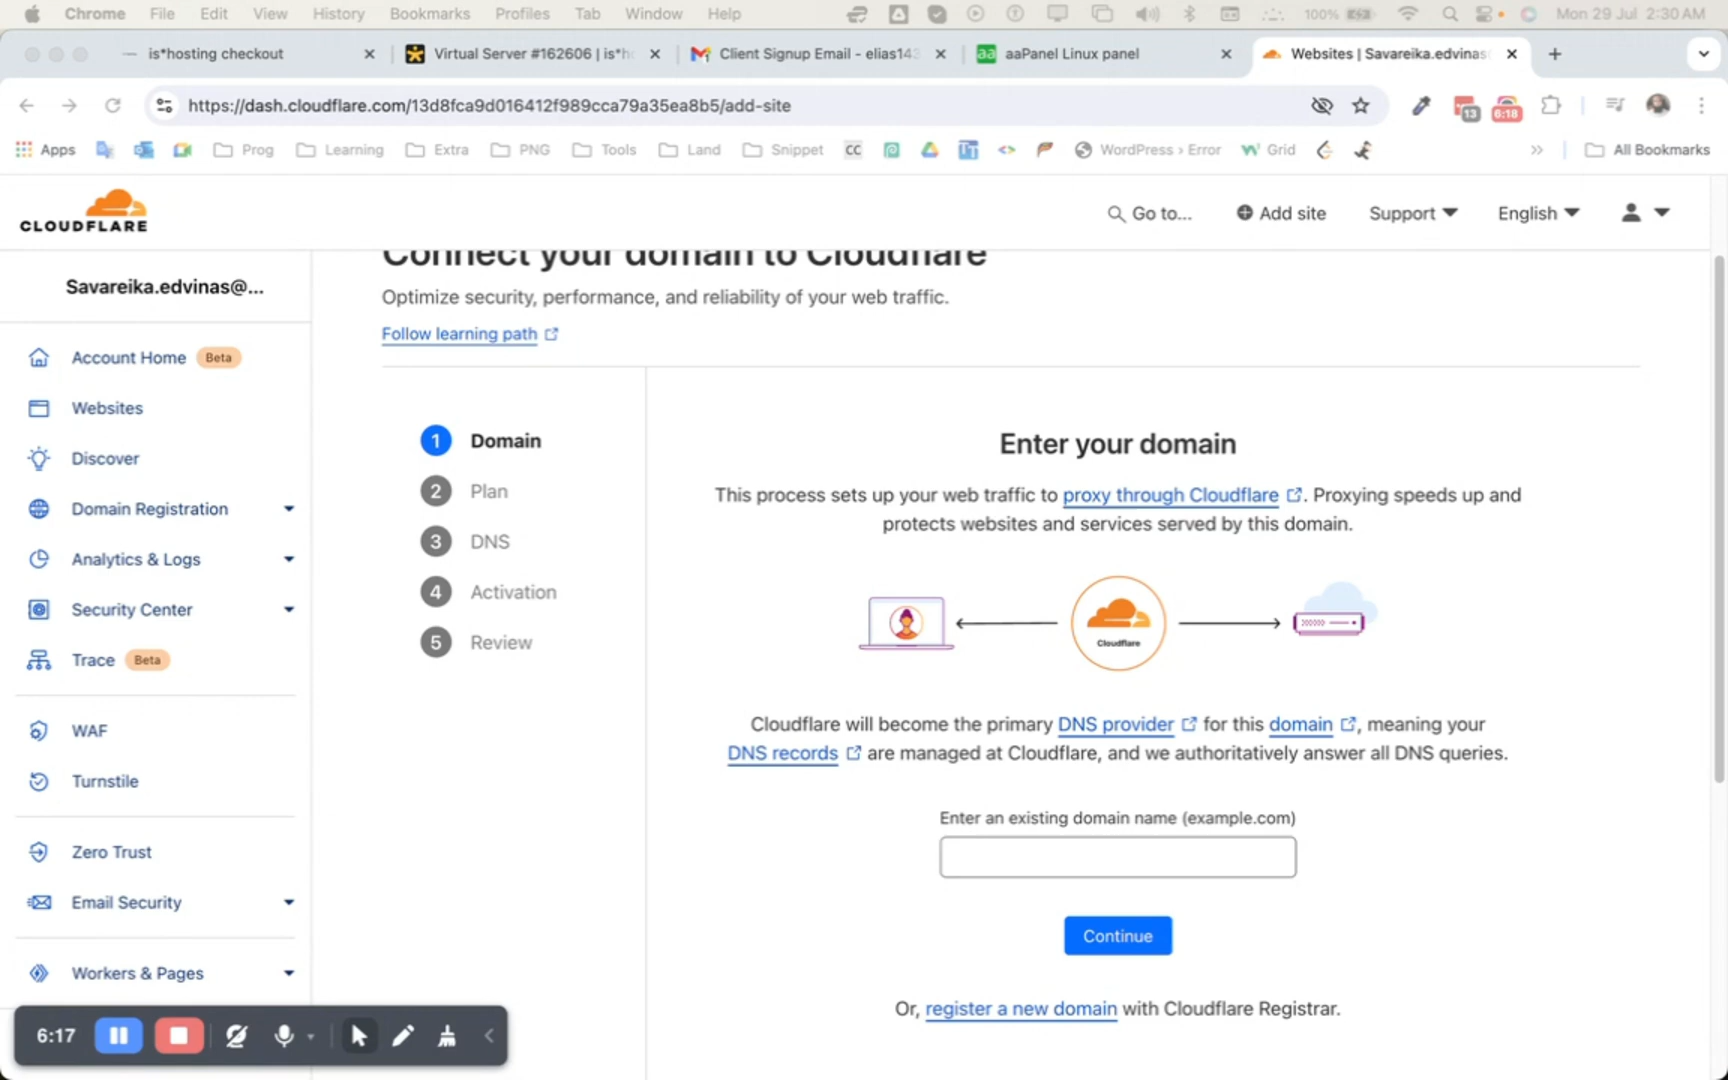 Chrome File Edit View History Bookmarks Profiles Tab Window Help 100% Mon 29 Jul 2:30 AM
is*hosting checkout Virtual Server #162606 | is*h Client Signup Email - elias143 aa aaPanel Linux panel Websites | Savareika.edvinas
https://dash.cloudflare.com/13d8fca9d016412f989cca79a35ea8b5/add-site 13 6:18
Apps Prog Learning Extra PNG Tools Land Snippet CC WordPress › Error Grid » All Bookmarks
CLOUDFLARE
Go to... Add site Support English
Savareika.edvinas@...
Account Home Beta
Websites
Discover
Domain Registration
Analytics & Logs
Security Center
Trace Beta
WAF
Turnstile
Zero Trust
Email Security
Workers & Pages
Connect your domain to Cloudflare
Optimize security, performance, and reliability of your web traffic.
Follow learning path
1 Domain
2 Plan
3 DNS
4 Activation
5 Review
Enter your domain
This process sets up your web traffic to proxy through Cloudflare. Proxying speeds up and
protects websites and services served by this domain.
Cloudflare
Cloudflare will become the primary DNS provider for this domain, meaning your
DNS records are managed at Cloudflare, and we authoritatively answer all DNS queries.
Enter an existing domain name (example.com)
Continue
Or, register a new domain with Cloudflare Registrar.
6:17